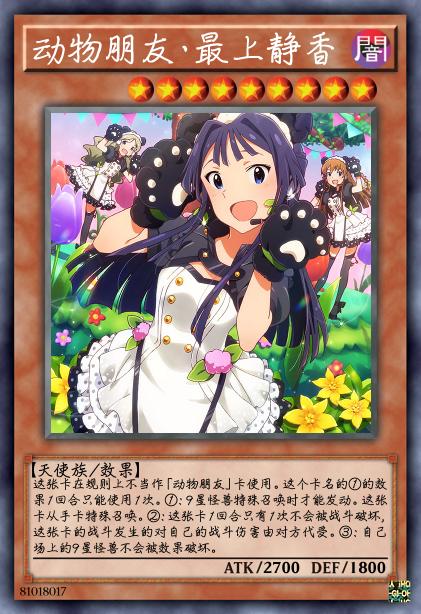 动物朋友·最上静香 闇
【天使族/效果】
这张卡在规则上不当作「动物朋友」卡使用。这个卡名的①的效
果1回合只能使用1次。①：9星怪兽特殊召唤时才能发动。这张
卡从手卡特殊召唤。②：这张卡1回合只有1次不会被战斗破坏，
这张卡的战斗发生的对自己的战斗伤害由对方代受。③：自己
场上的9星怪兽不会被效果破坏。
ATK/2700 DEF/1800
81018017